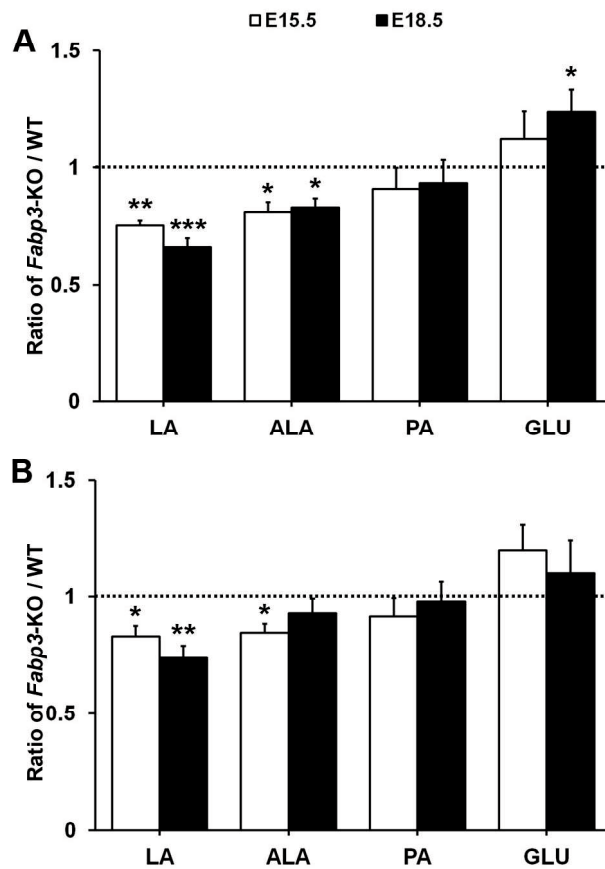 E15.5 E18.5
A
Ratio of Fabp3-KO / WT
1.5
1
0.5
0
** *** * * *
LA ALA PA GLU
B
Ratio of Fabp3-KO / WT
1.5
1
0.5
0
* ** *
LA ALA PA GLU